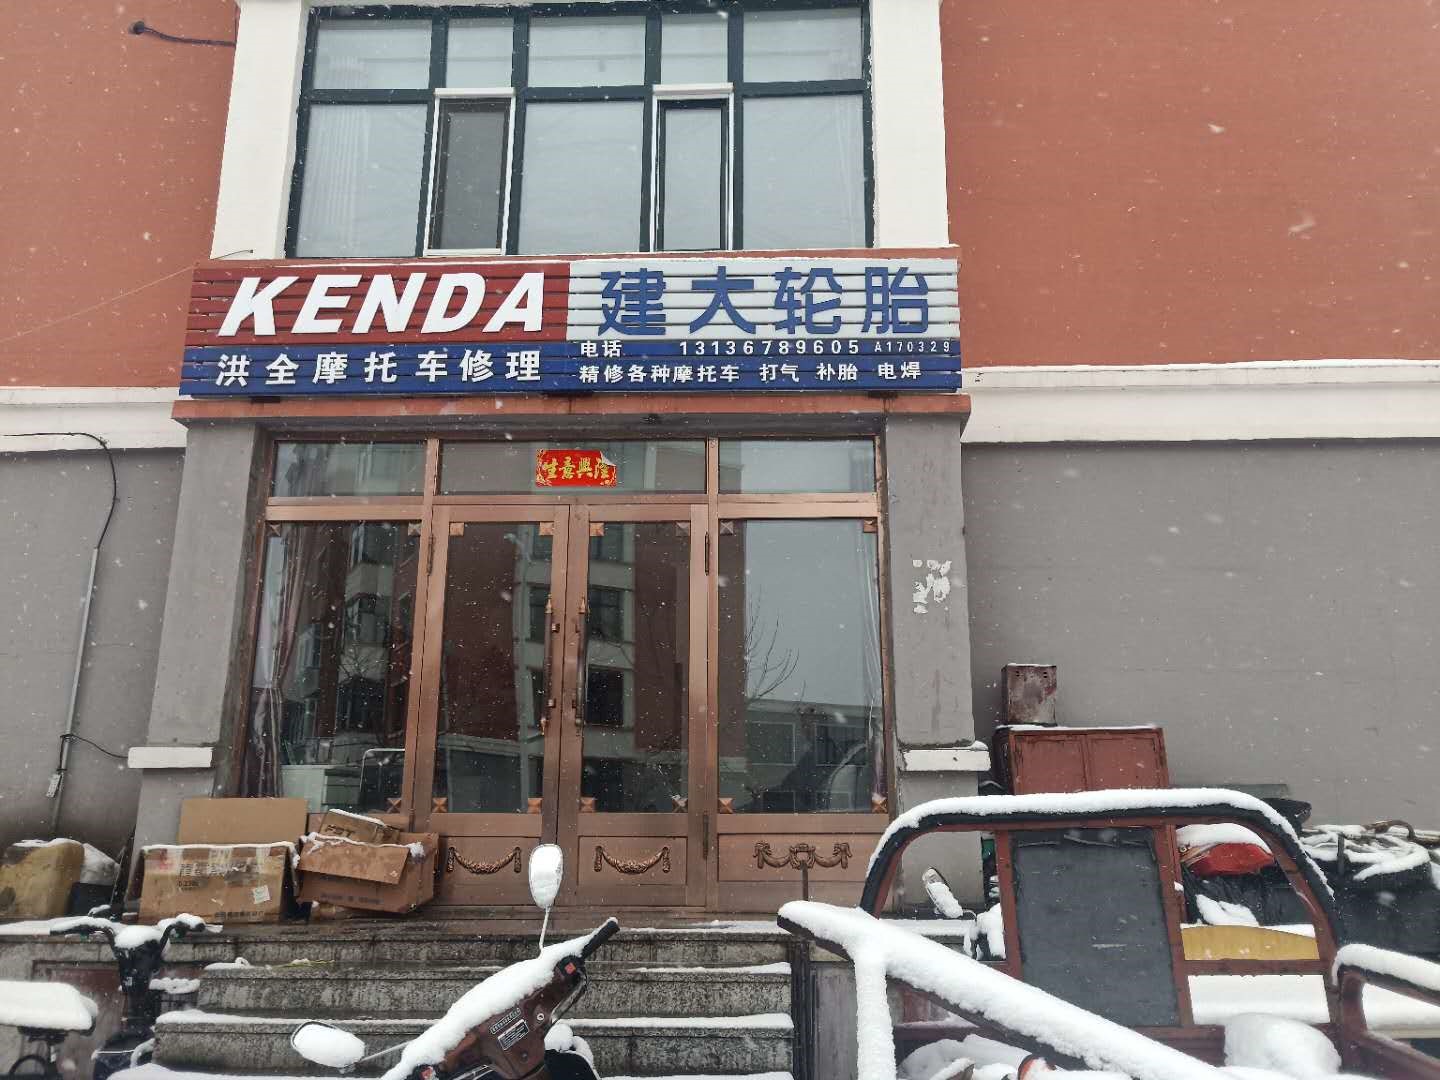 KENDA
建大轮胎
洪全摩托车修理
电话 13136789605 A170329
精修各种摩托车 打气 补胎 电焊
生意興隆